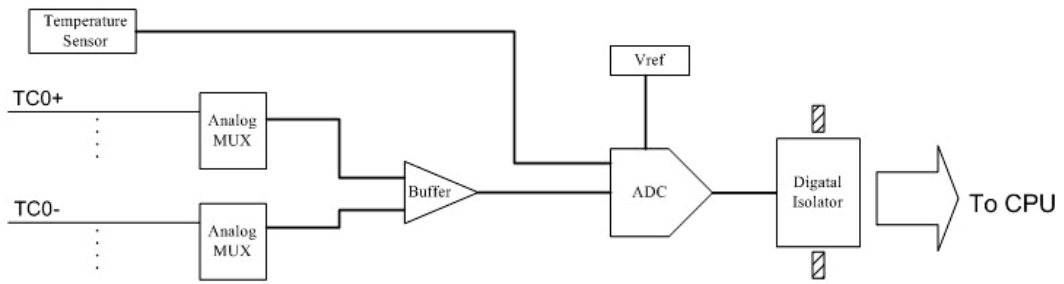 Temperature
Sensor
Vref
TC0+
Analog
MUX
Buffer
ADC
Digatal
Isolator
To CPU
TC0-
Analog
MUX